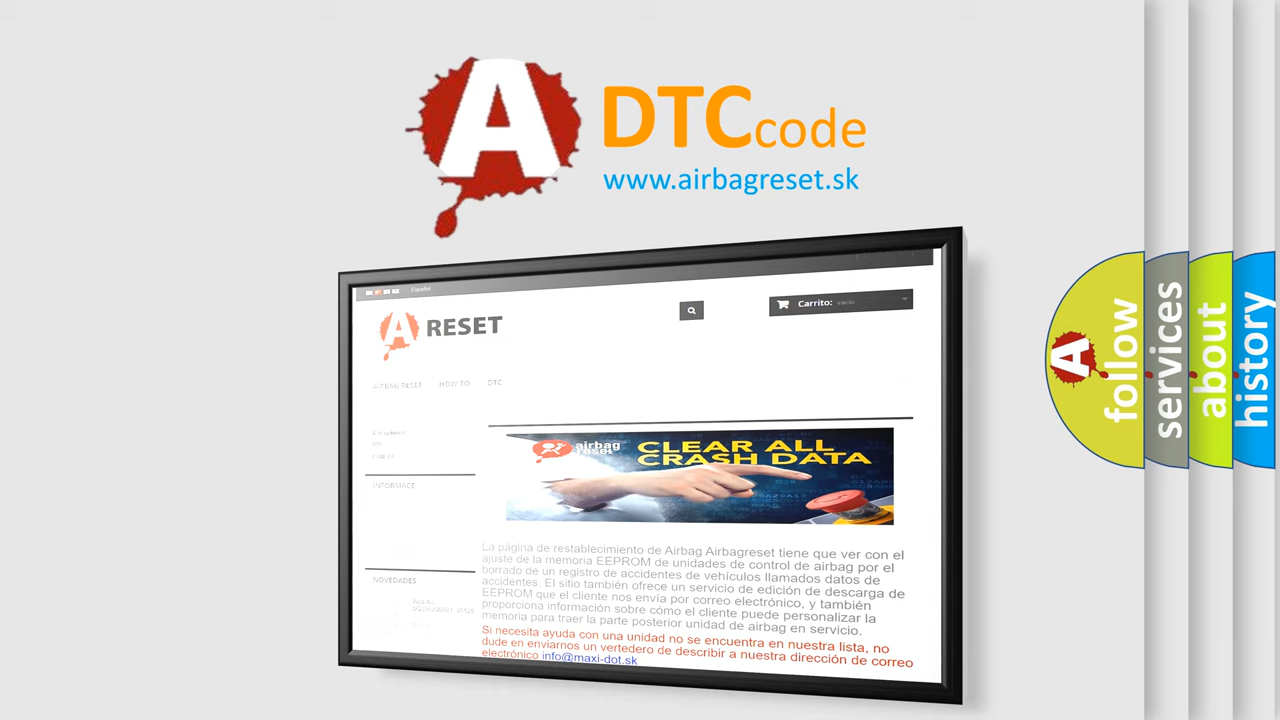 A
DTCcode
www.airbagreset.sk
Español
A RESET
Carrito: vacío
AIRBAG RESET HOW TO DTC
INFORMACE
NOVEDADES
airbag
reset
CLEAR ALL
CRASH DATA
La página de restablecimiento de Airbag Airbagreset tiene que ver con el
ajuste de la memoria EEPROM de unidades de control de airbag por el
borrado de un registro de accidentes de vehículos llamados datos de
accidentes. El sitio también ofrece un servicio de edición de descarga de
EEPROM que el cliente nos envía por correo electrónico, y también
proporciona información sobre cómo el cliente puede personalizar la
memoria para traer la parte posterior unidad de airbag en servicio.
Si necesita ayuda con una unidad no se encuentra en nuestra lista, no
dude en enviarnos un vertedero de describir a nuestra dirección de correo
electrónico info@maxi-dot.sk
A
follow
services
about
history